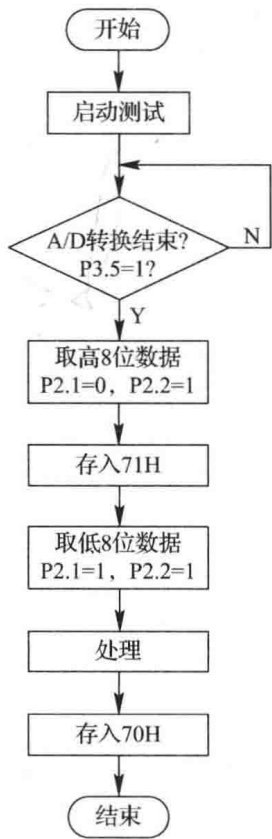 开始
启动测试
A/D转换结束?
P3.5=1?
N
Y
取高8位数据
P2.1=0, P2.2=1
存入71H
取低8位数据
P2.1=1, P2.2=1
处理
存入70H
结束